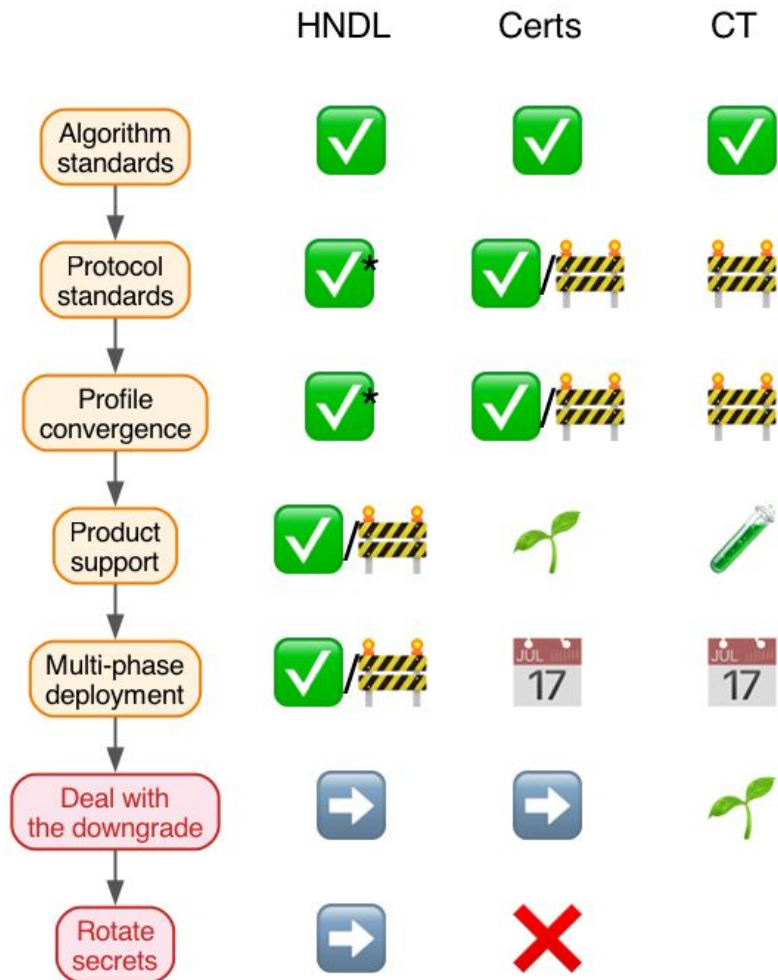 HNDL Certs CT
Algorithm
standards
Protocol
standards
* /
Profile
convergence
* /
Product
support
/
Multi-phase
deployment
/ JUL 17 JUL 17
Deal with
the downgrade
Rotate
secrets